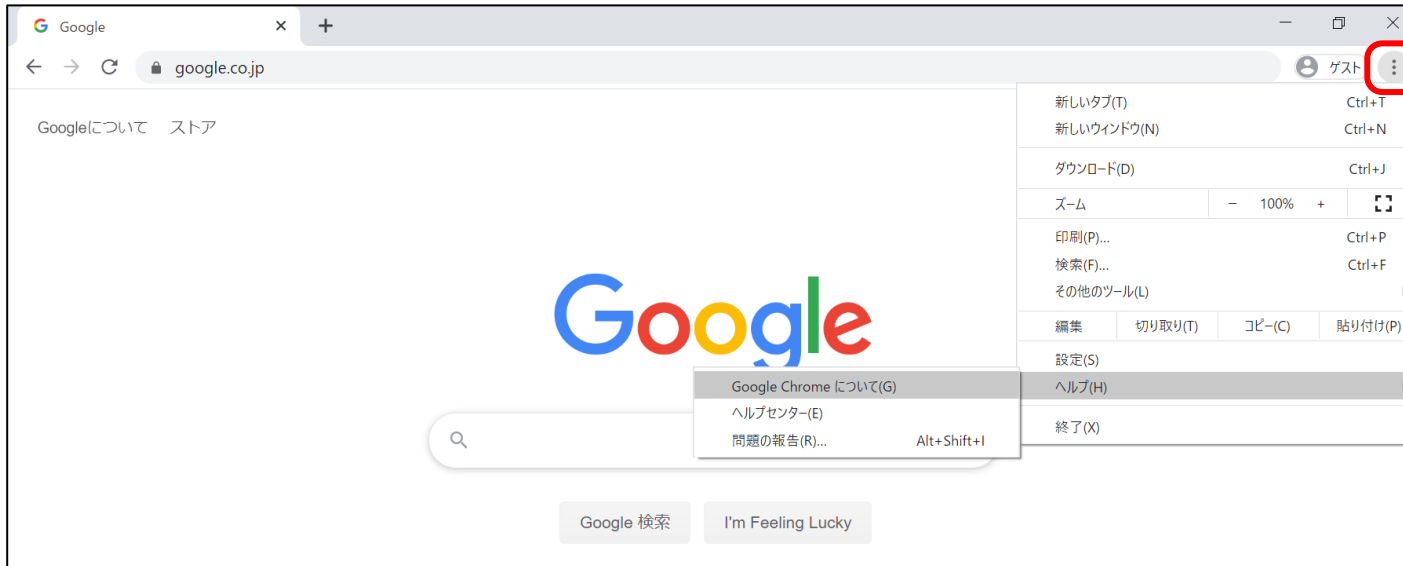 Google
google.co.jp
ゲスト
Googleについて ストア
新しいタブ(T) Ctrl+T
新しいウィンドウ(N) Ctrl+N
ダウンロード(D) Ctrl+J
ズーム - 100% +
印刷(P)... Ctrl+P
検索(F)... Ctrl+F
その他のツール(L)
編集 切り取り(T) コピー(C) 貼り付け(P)
設定(S)
ヘルプ(H)
終了(X)
Google
Google Chrome について(G)
ヘルプセンター(E)
問題の報告(R)... Alt+Shift+I
Google 検索 I'm Feeling Lucky